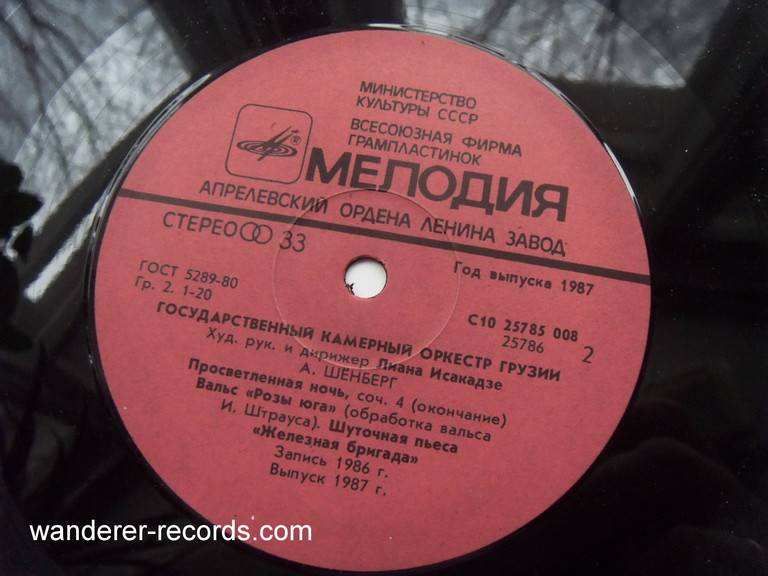 МИНИСТЕРСТВО
КУЛЬТУРЫ СССР
ВСЕСОЮЗНАЯ ФИРМА
ГРАМПЛАСТИНОК
®
МЕЛОДИЯ
АПРЕЛЕВСКИЙ ОРДЕНА ЛЕНИНА ЗАВОД
СТЕРЕО 33
Год выпуска 1987
ГОСТ 5289-80
Гр. 2. 1-20
С10 25785 008
25786
2
ГОСУДАРСТВЕННЫЙ КАМЕРНЫЙ ОРКЕСТР ГРУЗИИ
Худ. рук. и дирижер Лиана Исакадзе
А. ШЁНБЕРГ
Просветленная ночь, соч. 4 (окончание)
Вальс «Розы юга» (обработка вальса
И. Штрауса). Шуточная пьеса
«Железная бригада»
Запись 1986 г.
Выпуск 1987 г.
wanderer-records.com